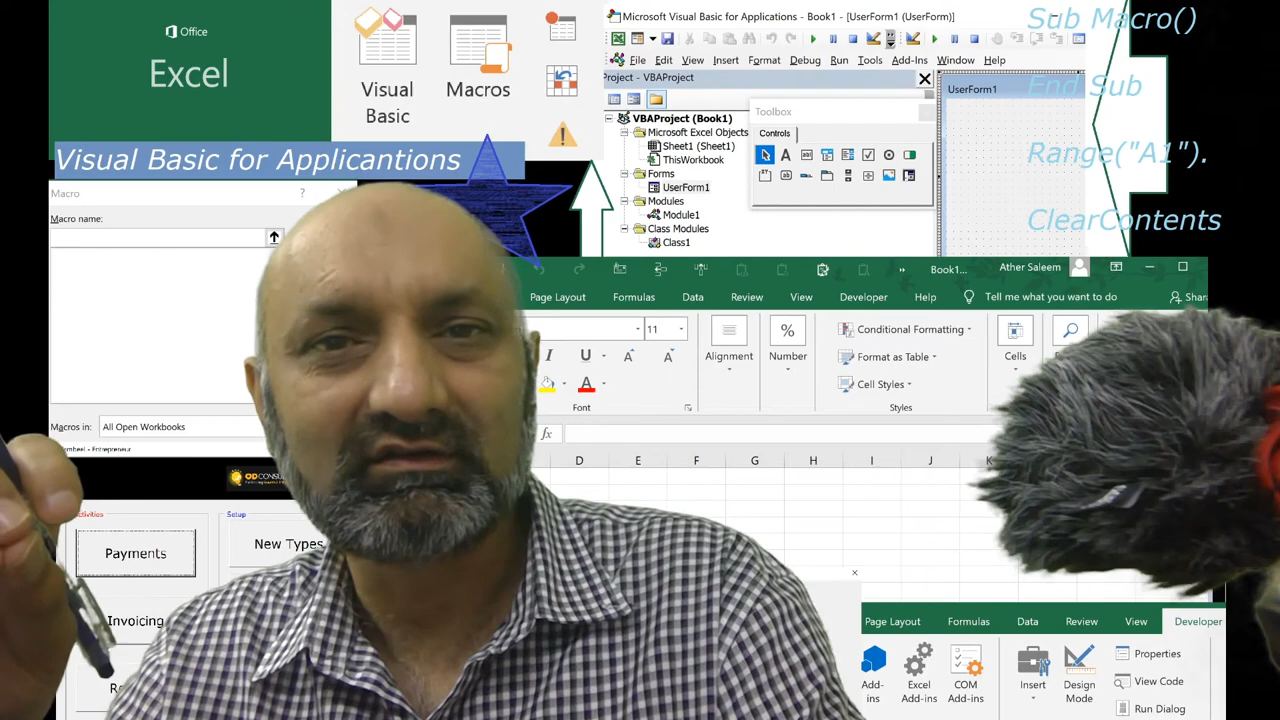 Office
Excel
Visual
Basic
Macros
Visual Basic for Applicantions
Microsoft Visual Basic for Applications - Book1 - [UserForm1 (UserForm)]
File Edit View Insert Format Debug Run Tools Add-Ins Window Help
Project - VBAProject
VBAProject (Book1)
Microsoft Excel Objects
Sheet1 (Sheet1)
ThisWorkbook
Forms
UserForm1
Modules
Module1
Class Modules
Class1
Toolbox
Controls
UserForm1
Sub Macro()
End Sub
Range("A1").
ClearContents
Macro
?
Macro name:
Macros in:
All Open Workbooks
- Entrepreneur
Book1...
Ather Saleem
Page Layout Formulas Data Review View Developer Help Tell me what you want to do
11
Alignment
Number
Conditional Formatting
Format as Table
Cell Styles
Cells
Font
Styles
fx
D E F G H I J K
Setup
Payments
New Types
Invoicing
Page Layout Formulas Data Review View Developer
Add-
ins
Excel
Add-ins
COM
Add-ins
Insert
Design
Mode
Properties
View Code
Run Dialog